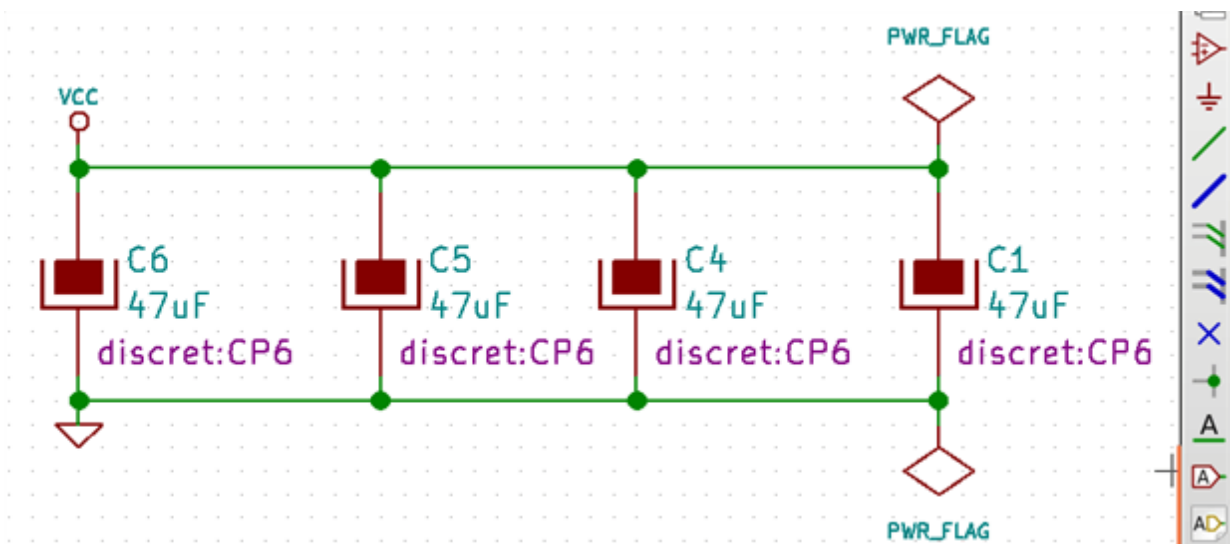 PWR_FLAG
VCC
C6
47uF
discret:CP6
C5
47uF
discret:CP6
C4
47uF
discret:CP6
C1
47uF
discret:CP6
PWR_FLAG
A
A
AD